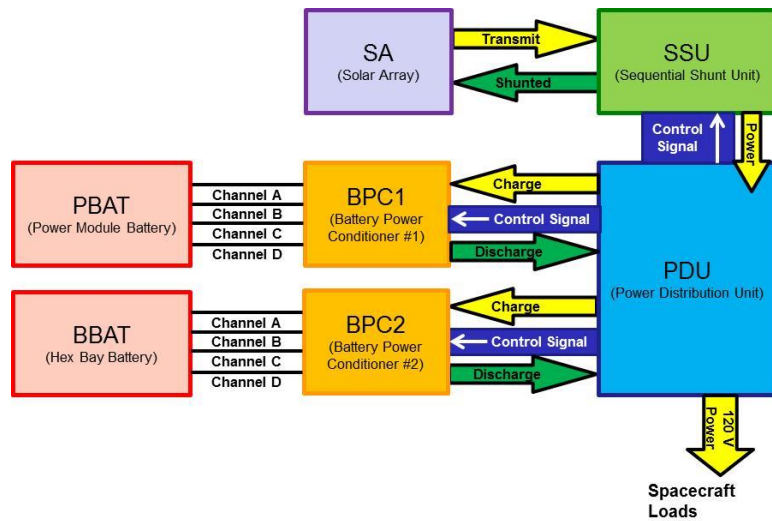 SA
(Solar Array)
Transmit
Shunted
SSU
(Sequential Shunt Unit)
Control
Signal
Power
PBAT
(Power Module Battery)
Channel A
Channel B
Channel C
Channel D
BPC1
(Battery Power
Conditioner #1)
Charge
Control Signal
Discharge
PDU
(Power Distribution Unit)
BBAT
(Hex Bay Battery)
Channel A
Channel B
Channel C
Channel D
BPC2
(Battery Power
Conditioner #2)
Charge
Control Signal
Discharge
120 V
Power
Spacecraft
Loads